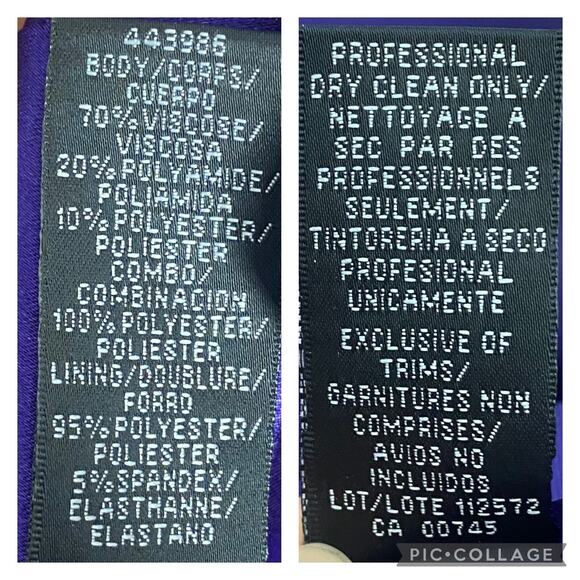 443986
BODY/CORPS/
CUERPO
70% VISCOSE/
VISCOSA
20% POLYAMIDE/
POLIAMIDA
10% POLYESTER/
POLIESTER
COMBO/
COMBINACION
100% POLYESTER/
POLIESTER
LINING/DOUBLURE/
FORRO
95% POLYESTER/
POLIESTER
5% SPANDEX/
ELASTHANNE/
ELASTANO
PROFESSIONAL
DRY CLEAN ONLY/
NETTOYAGE A
SEC PAR DES
PROFESSIONNELS
SEULEMENT/
TINTORERIA A SECO
PROFESIONAL
UNICAMENTE
EXCLUSIVE OF
TRIMS/
GARNITURES NON
COMPRISES/
AVIOS NO
INCLUIDOS
LOT/LOTE 112572
CA 00745
PIC•COLLAGE